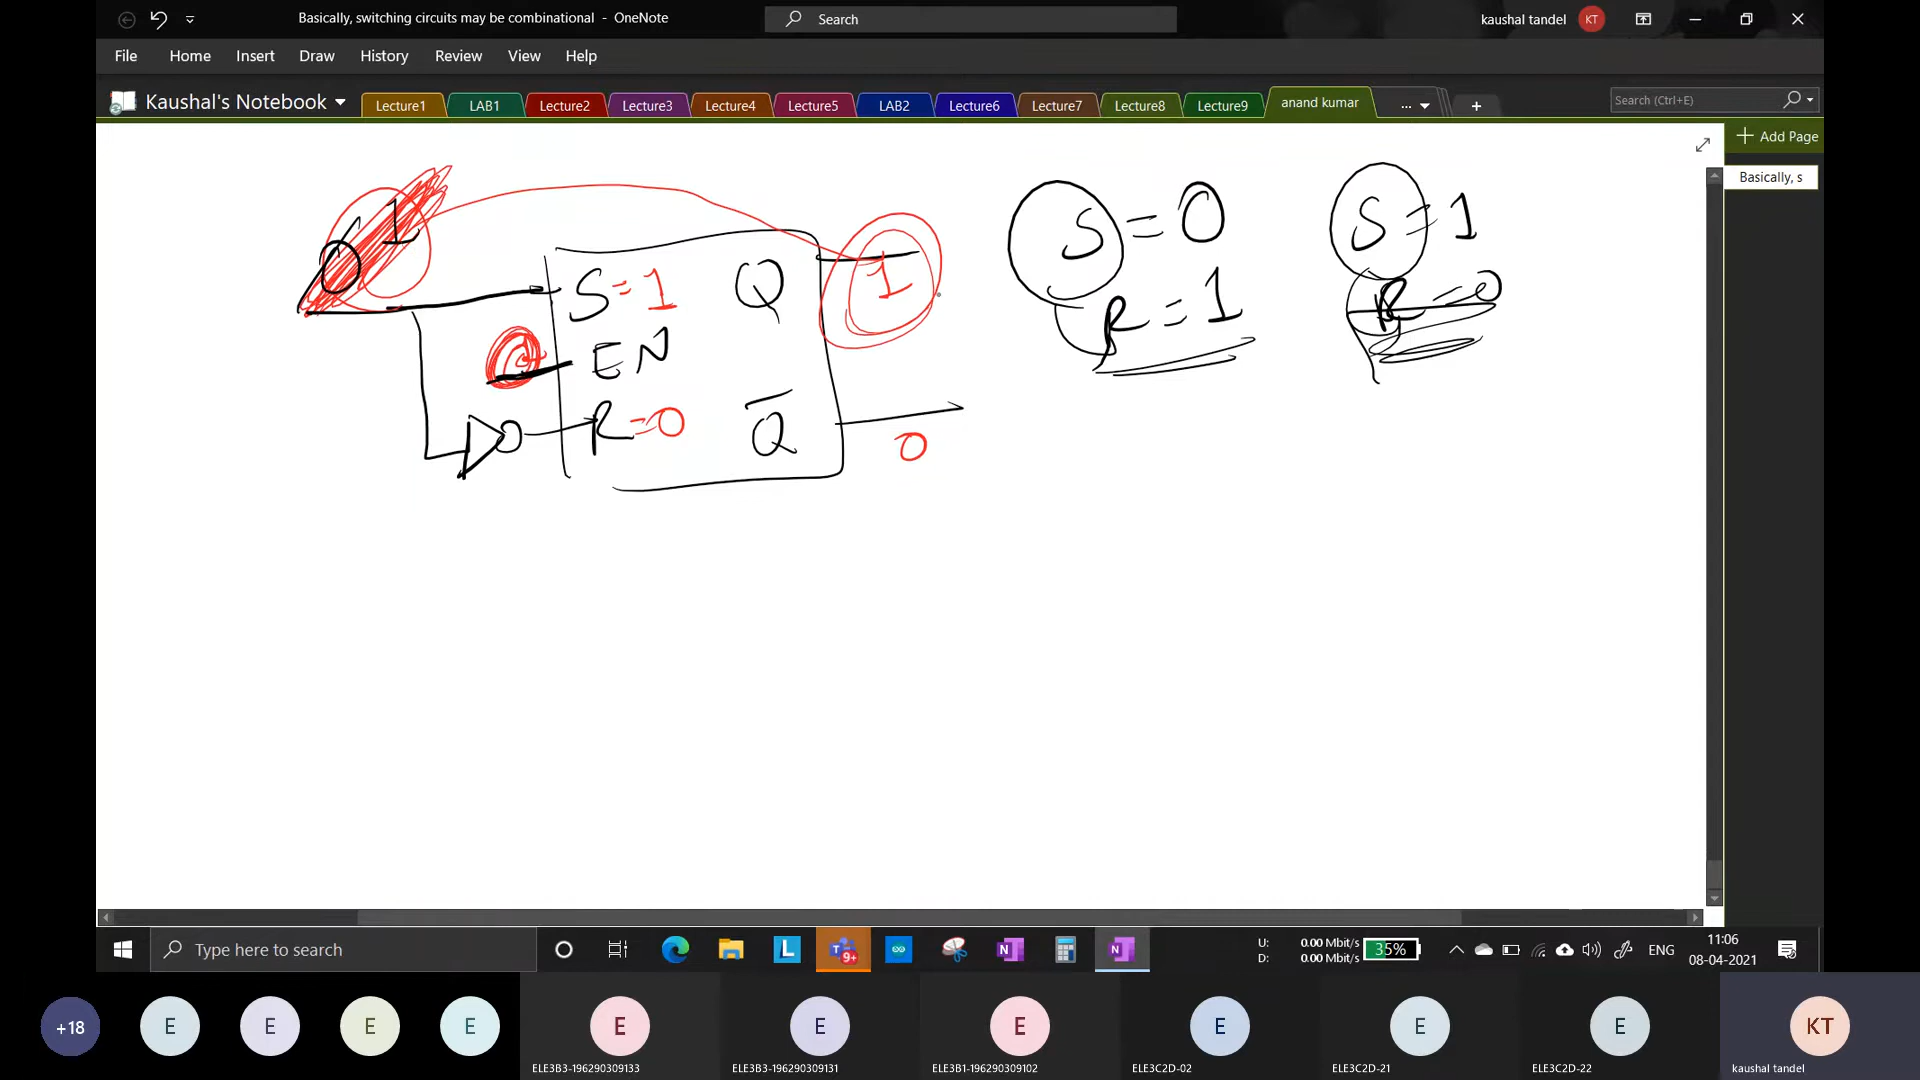 Basically, switching circuits may be combinational - OneNote
Search
kaushal tandel
KT
File Home Insert Draw History Review View Help
Kaushal's Notebook
Lecture1 LAB1 Lecture2 Lecture3 Lecture4 Lecture5 LAB2 Lecture6 Lecture7 Lecture8 Lecture9 anand kumar ... +
Search (Ctrl+E)
Add Page
Basically, s
0 1
S = 1 Q 1
EN
R = 0 Q̅ 0
S = 0
R = 1
S = 1
R = 0
Type here to search
L
9+
U: 0.00 Mbit/s
D: 0.00 Mbit/s
35%
ENG
11:06
08-04-2021
+18 E E E E E E E E E E KT
ELE3B3-196290309133 ELE3B3-196290309131 ELE3B1-196290309102 ELE3C2D-02 ELE3C2D-21 ELE3C2D-22 kaushal tandel